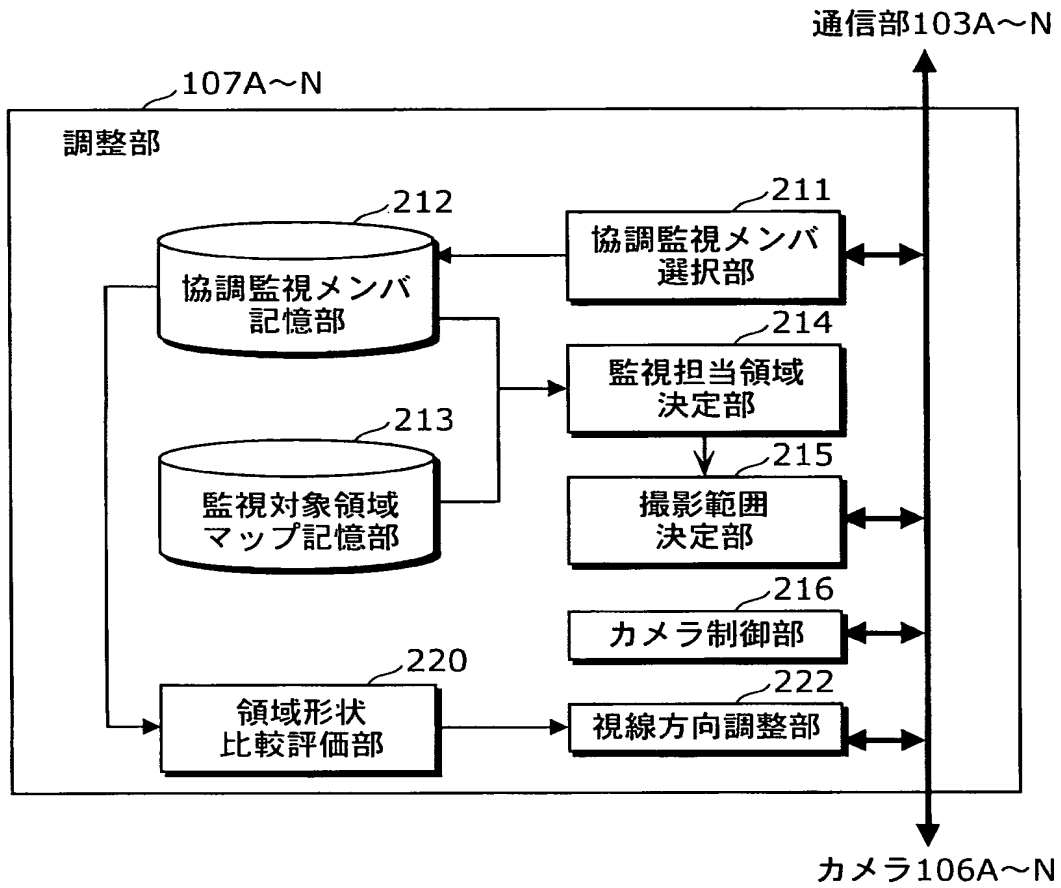 通信部103A～N
107A～N
調整部
211
212
協調監視メンバ
選択部
協調監視メンバ
記憶部
214
監視担当領域
決定部
213
監視対象領域
マップ記憶部
215
撮影範囲
決定部
216
カメラ制御部
220
領域形状
比較評価部
222
視線方向調整部
カメラ106A～N